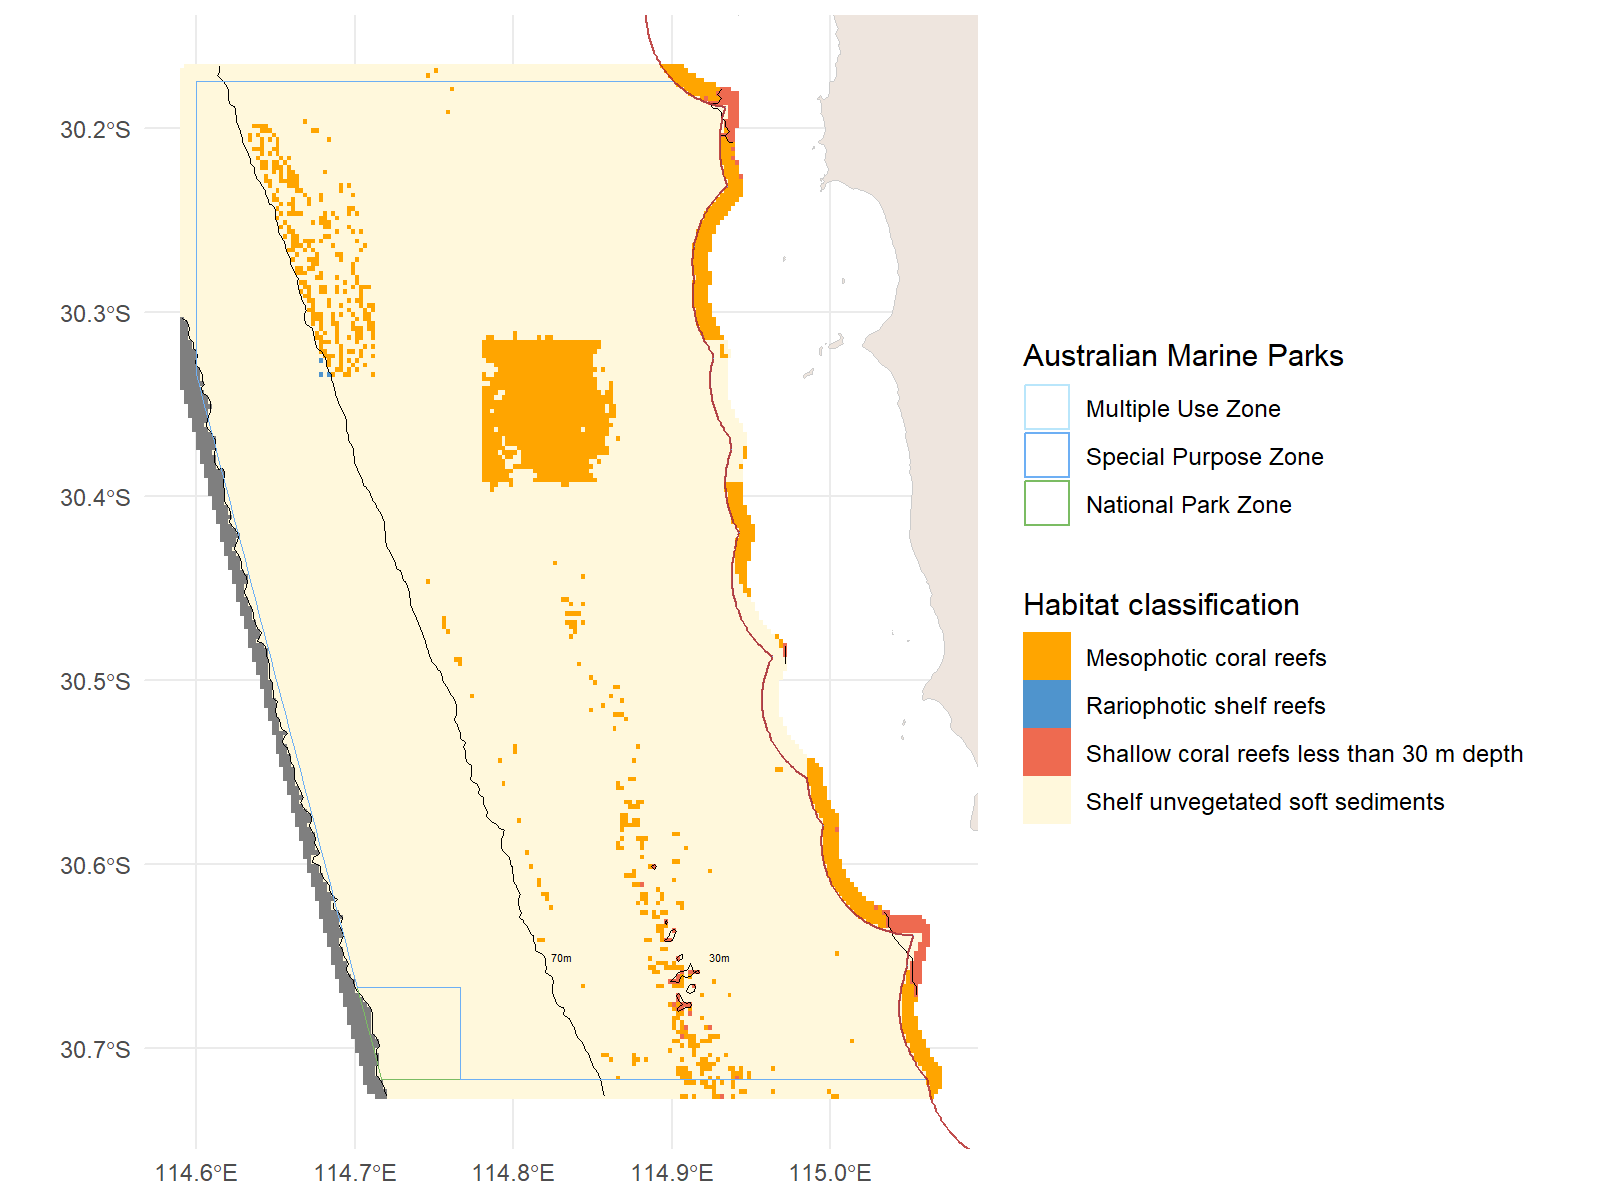 30.2°S
30.3°S
30.4°S
30.5°S
30.6°S
30.7°S
114.6°E
114.7°E
114.8°E
114.9°E
115.0°E
70m
30m
Australian Marine Parks
Multiple Use Zone
Special Purpose Zone
National Park Zone
Habitat classification
Mesophotic coral reefs
Rariophotic shelf reefs
Shallow coral reefs less than 30 m depth
Shelf unvegetated soft sediments